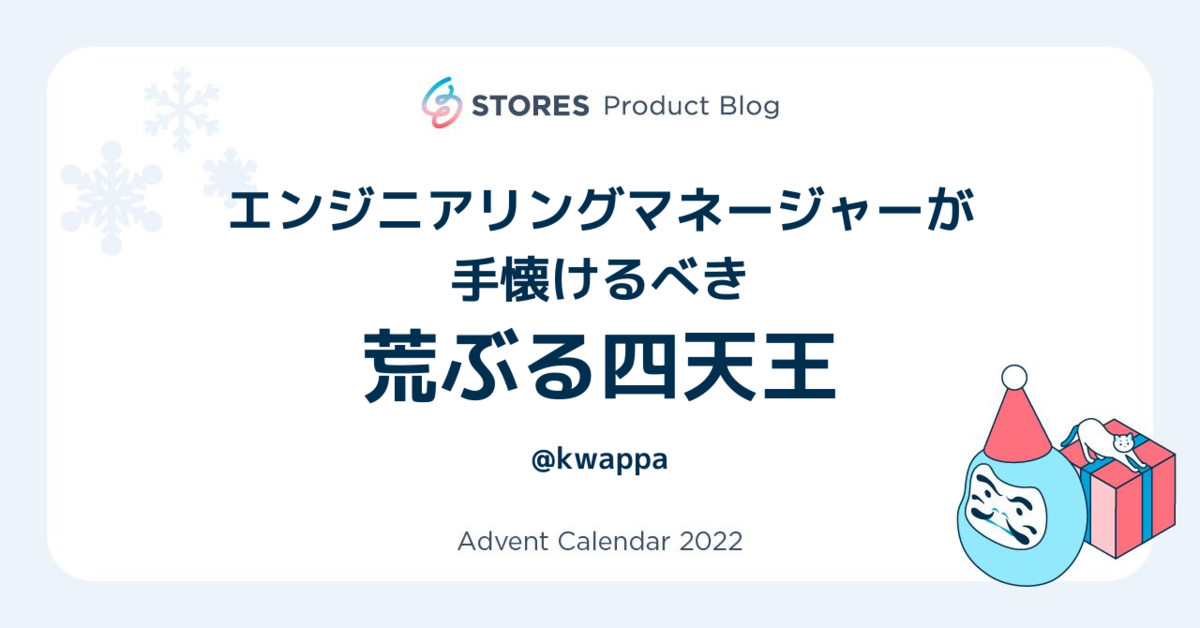 STORES Product Blog
エンジニアリングマネージャーが
手懐けるべき
荒ぶる四天王
@kwappa
Advent Calendar 2022